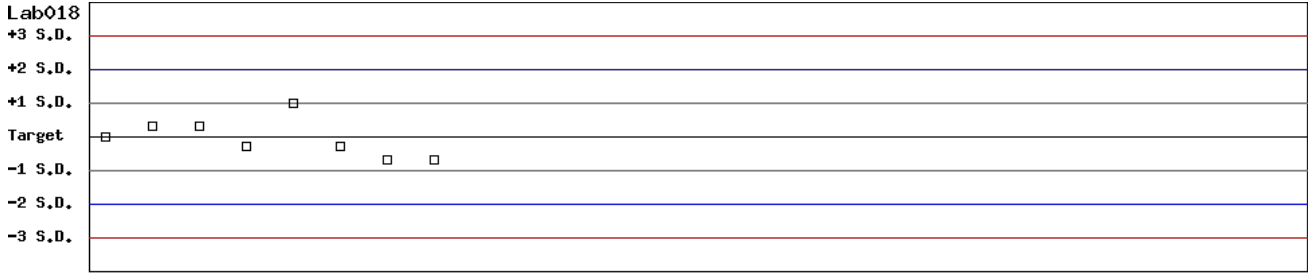 Lab018
+3 S.D.
+2 S.D.
+1 S.D.
Target
-1 S.D.
-2 S.D.
-3 S.D.